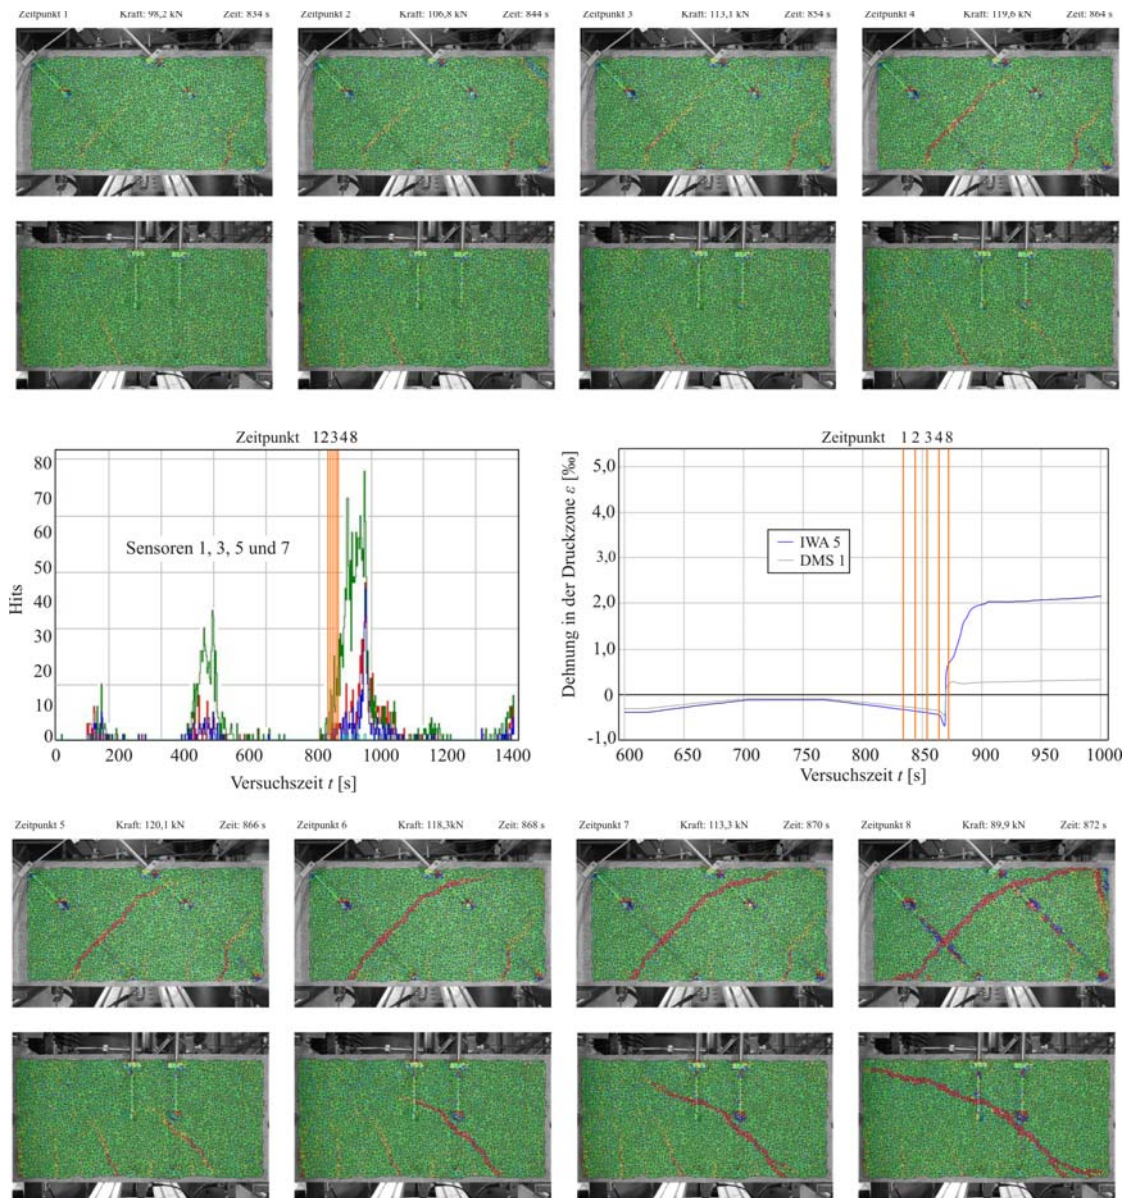 Zeitpunkt 1 Kraft: 98,2 kN Zeit: 834 s
Zeitpunkt 2 Kraft: 106,8 kN Zeit: 844 s
Zeitpunkt 3 Kraft: 113,1 kN Zeit: 854 s
Zeitpunkt 4 Kraft: 119,6 kN Zeit: 864 s
Zeitpunkt 12348
80
70
60
50
40
30
20
10
0
Hits
Sensoren 1, 3, 5 und 7
0 200 400 600 800 1000 1200 1400
Versuchszeit t [s]
Zeitpunkt 1 2 3 4 8
Dehnung in der Druckzone ε [‰]
5,0
4,0
3,0
2,0
1,0
0
-1,0
IWA 5
DMS 1
600 650 700 750 800 850 900 950 1000
Versuchszeit t [s]
Zeitpunkt 5 Kraft: 120,1 kN Zeit: 866 s
Zeitpunkt 6 Kraft: 118,3kN Zeit: 868 s
Zeitpunkt 7 Kraft: 113,3 kN Zeit: 870 s
Zeitpunkt 8 Kraft: 89,9 kN Zeit: 872 s